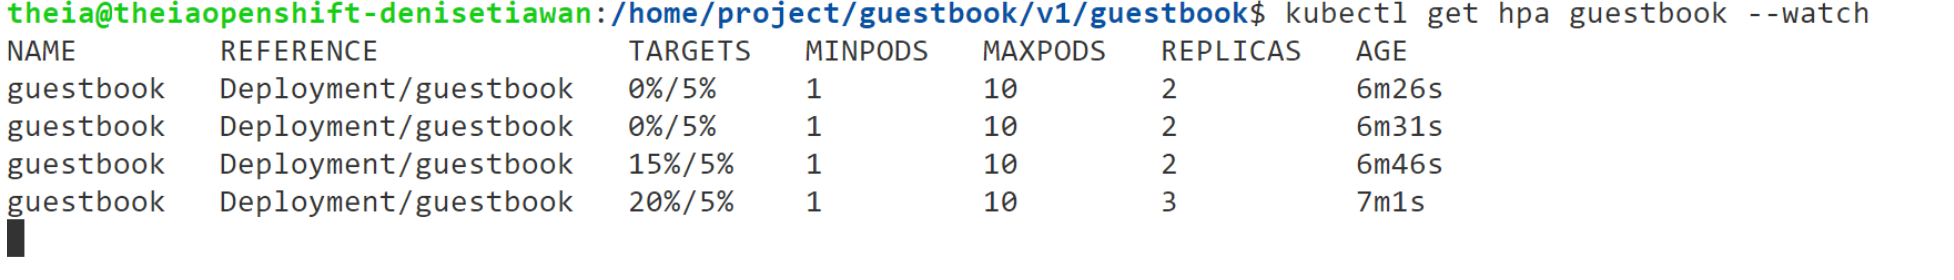 theia@theiaopenshift-denisetiawan:/home/project/guestbook/v1/guestbook$ kubectl get hpa guestbook --watch
NAME REFERENCE TARGETS MINPODS MAXPODS REPLICAS AGE
guestbook Deployment/guestbook 0%/5% 1 10 2 6m26s
guestbook Deployment/guestbook 0%/5% 1 10 2 6m31s
guestbook Deployment/guestbook 15%/5% 1 10 2 6m46s
guestbook Deployment/guestbook 20%/5% 1 10 3 7m1s